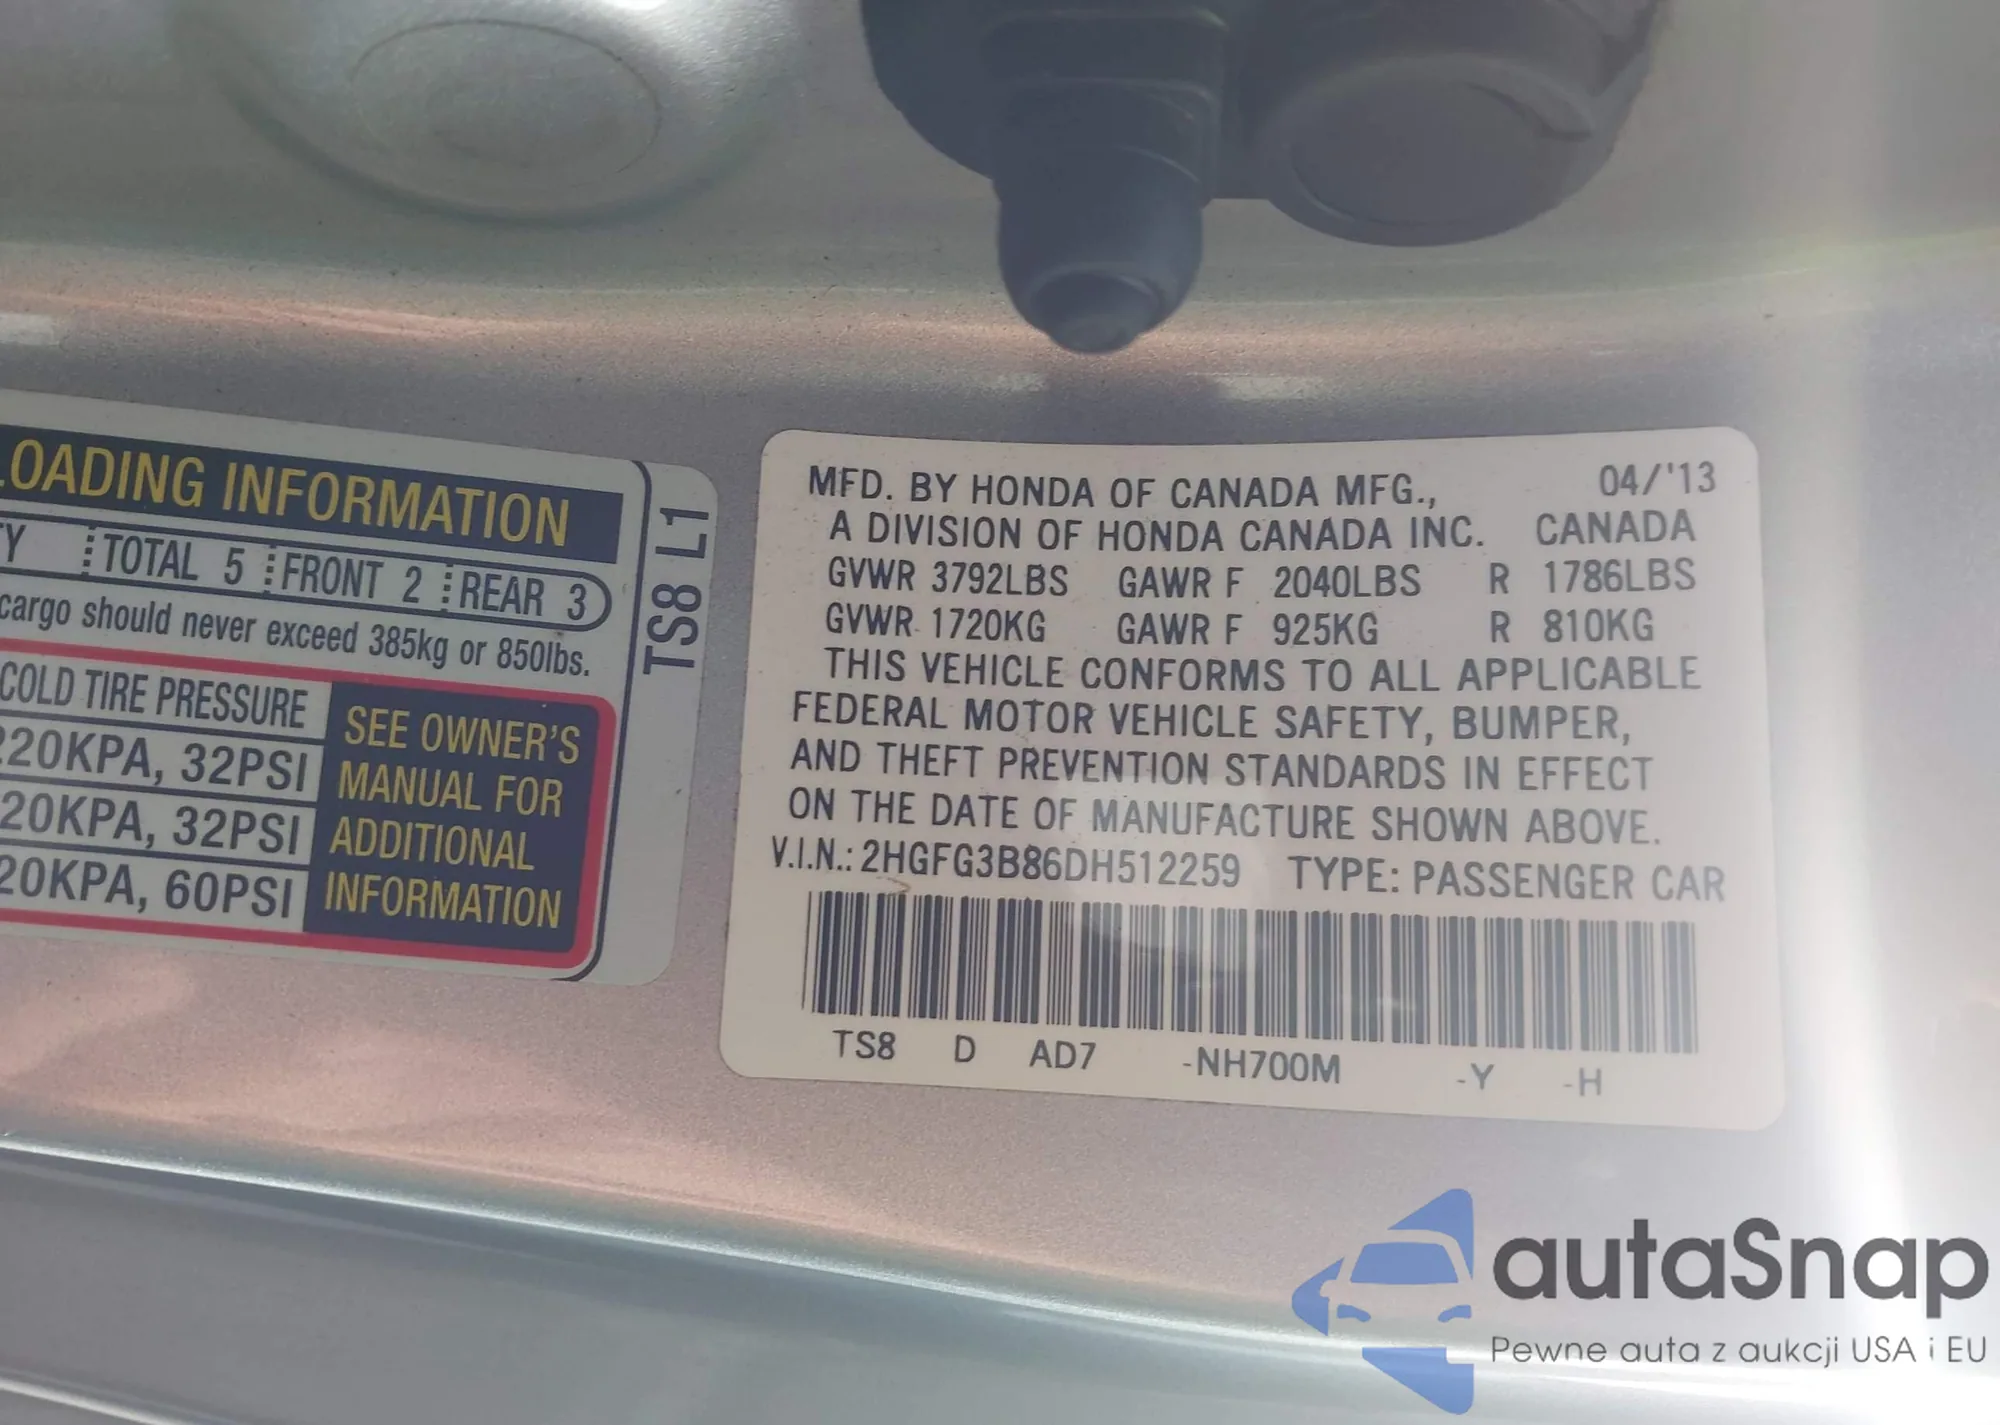 LOADING INFORMATION
TOTAL 5 FRONT 2 REAR 3
cargo should never exceed 385kg or 850lbs.
COLD TIRE PRESSURE
220KPA, 32PSI
20KPA, 32PSI
20KPA, 60PSI
SEE OWNER'S
MANUAL FOR
ADDITIONAL
INFORMATION
TS8 L1
MFD. BY HONDA OF CANADA MFG., 04/'13
A DIVISION OF HONDA CANADA INC. CANADA
GVWR 3792LBS GAWR F 2040LBS R 1786LBS
GVWR 1720KG GAWR F 925KG R 810KG
THIS VEHICLE CONFORMS TO ALL APPLICABLE
FEDERAL MOTOR VEHICLE SAFETY, BUMPER,
AND THEFT PREVENTION STANDARDS IN EFFECT
ON THE DATE OF MANUFACTURE SHOWN ABOVE.
V.I.N.: 2HGFG3B86DH512259 TYPE: PASSENGER CAR
TS8 D AD7 -NH700M -Y -H
autaSnap
Pewne auta z aukcji USA i EU